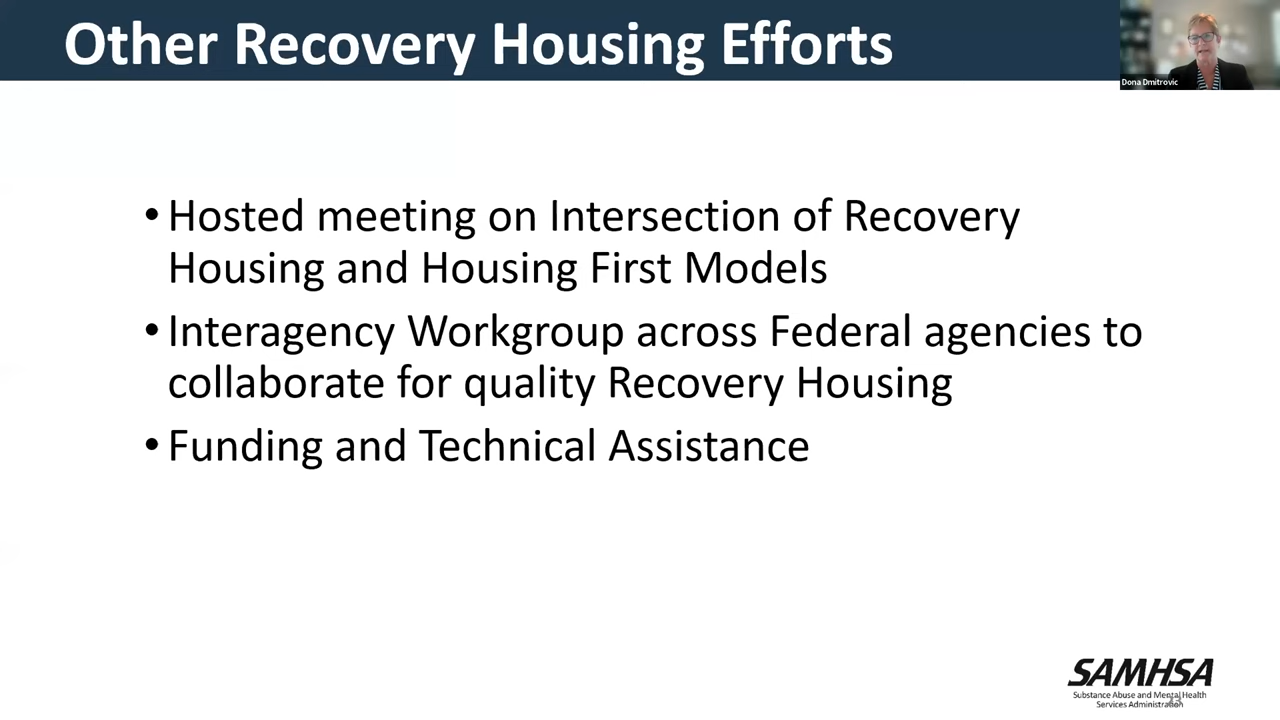 Other Recovery Housing Efforts
Dona Dmitrovic
• Hosted meeting on Intersection of Recovery
Housing and Housing First Models
• Interagency Workgroup across Federal agencies to
collaborate for quality Recovery Housing
• Funding and Technical Assistance
SAMHSA
Substance Abuse and Mental Health
Services Administration